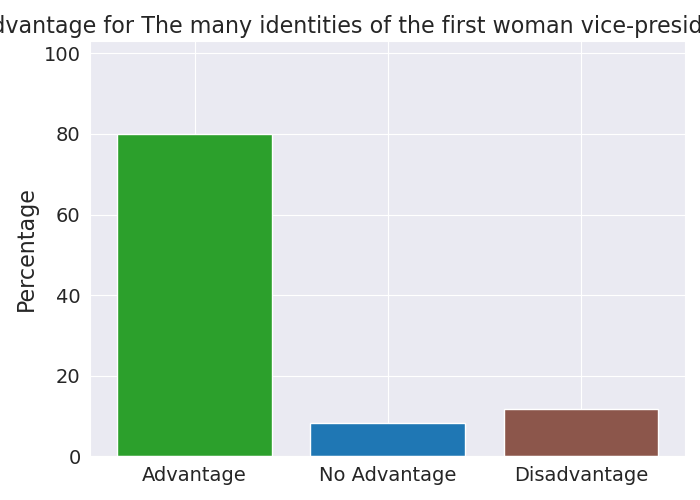 dvantage for The many identities of the first woman vice-presid
100
80
60
40
20
0
Percentage
Advantage No Advantage Disadvantage